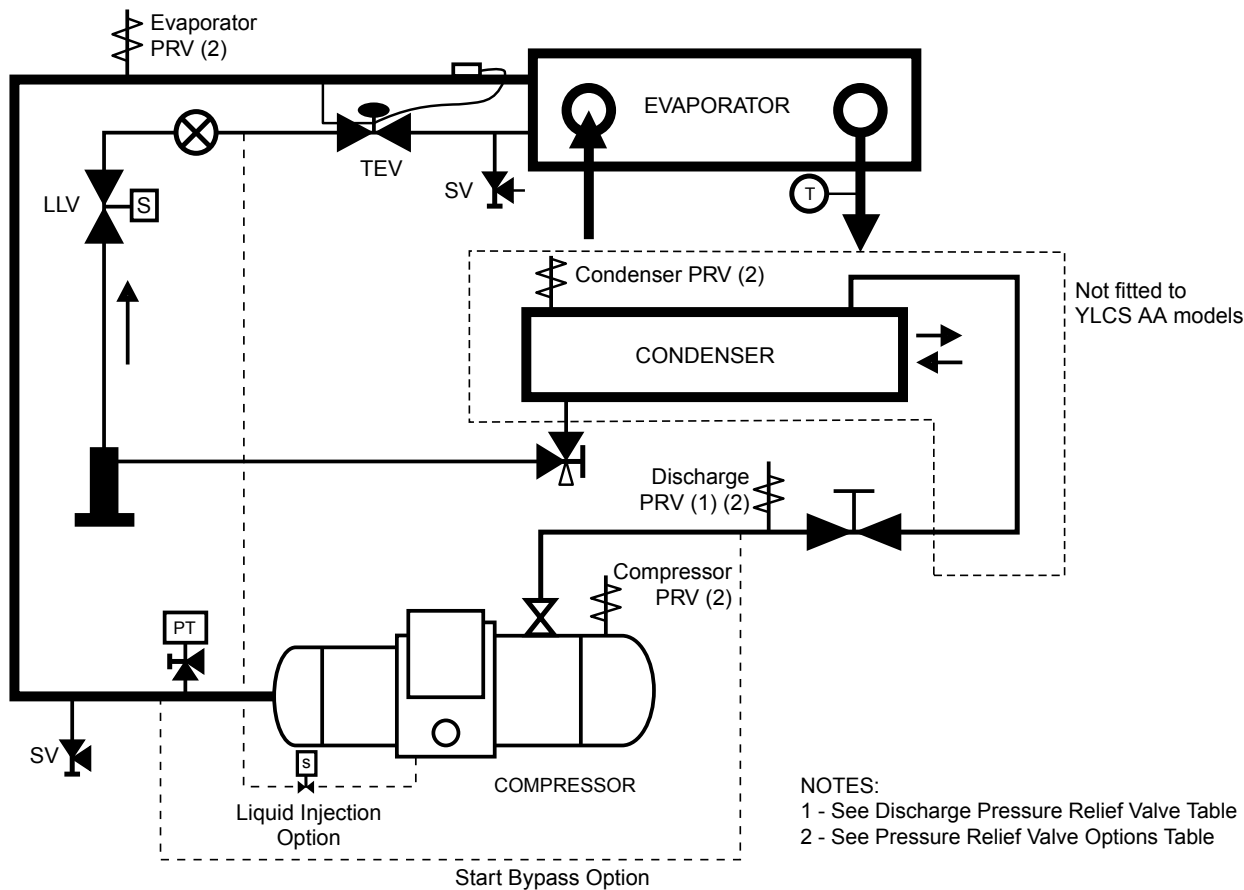 Evaporator
PRV (2)
EVAPORATOR
TEV
LLV
S
SV
T
Condenser PRV (2)
Not fitted to
YLCS AA models
CONDENSER
Discharge
PRV (1) (2)
Compressor
PRV (2)
PT
SV
s
COMPRESSOR
Liquid Injection
Option
NOTES:
1 - See Discharge Pressure Relief Valve Table
2 - See Pressure Relief Valve Options Table
Start Bypass Option